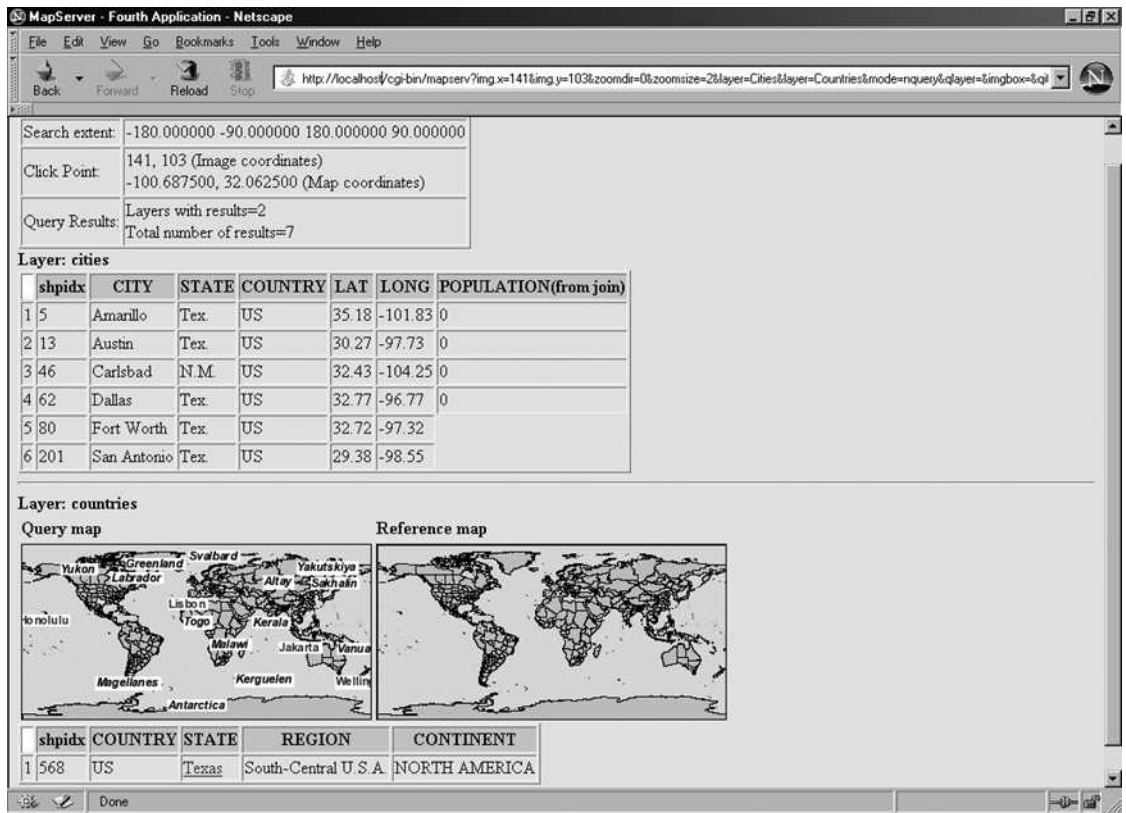 MapServer - Fourth Application - Netscape
File Edit View Go Bookmarks Tools Window Help
Back Forward Reload Stop
http://localhost/cgi-bin/mapserv?img.x=141&img.y=103&zoomdir=0&zoomsize=2&layer=Cities&layer=Countries&mode=nquery&qlayer=&imgbox=&qi
N
Search extent: -180.000000 -90.000000 180.000000 90.000000
Click Point: 141, 103 (Image coordinates)
-100.687500, 32.062500 (Map coordinates)
Query Results: Layers with results=2
Total number of results=7
Layer: cities
shpidx CITY STATE COUNTRY LAT LONG POPULATION(from join)
1 5 Amarillo Tex. US 35.18 -101.83 0
2 13 Austin Tex. US 30.27 -97.73 0
3 46 Carlsbad N.M. US 32.43 -104.25 0
4 62 Dallas Tex. US 32.77 -96.77 0
5 80 Fort Worth Tex. US 32.72 -97.32
6 201 San Antonio Tex. US 29.38 -98.55
Layer: countries
Query map Reference map
Svalbard
Yukon Greenland Yakutskiya
Labrador Altay Sakhalin
Lisbon
Honolulu Togo Kerala
Malawi Jakarta Vanua
Magellanes Kerguelen Welling
Antarctica
shpidx COUNTRY STATE REGION CONTINENT
1 568 US Texas South-Central U.S.A. NORTH AMERICA
Done